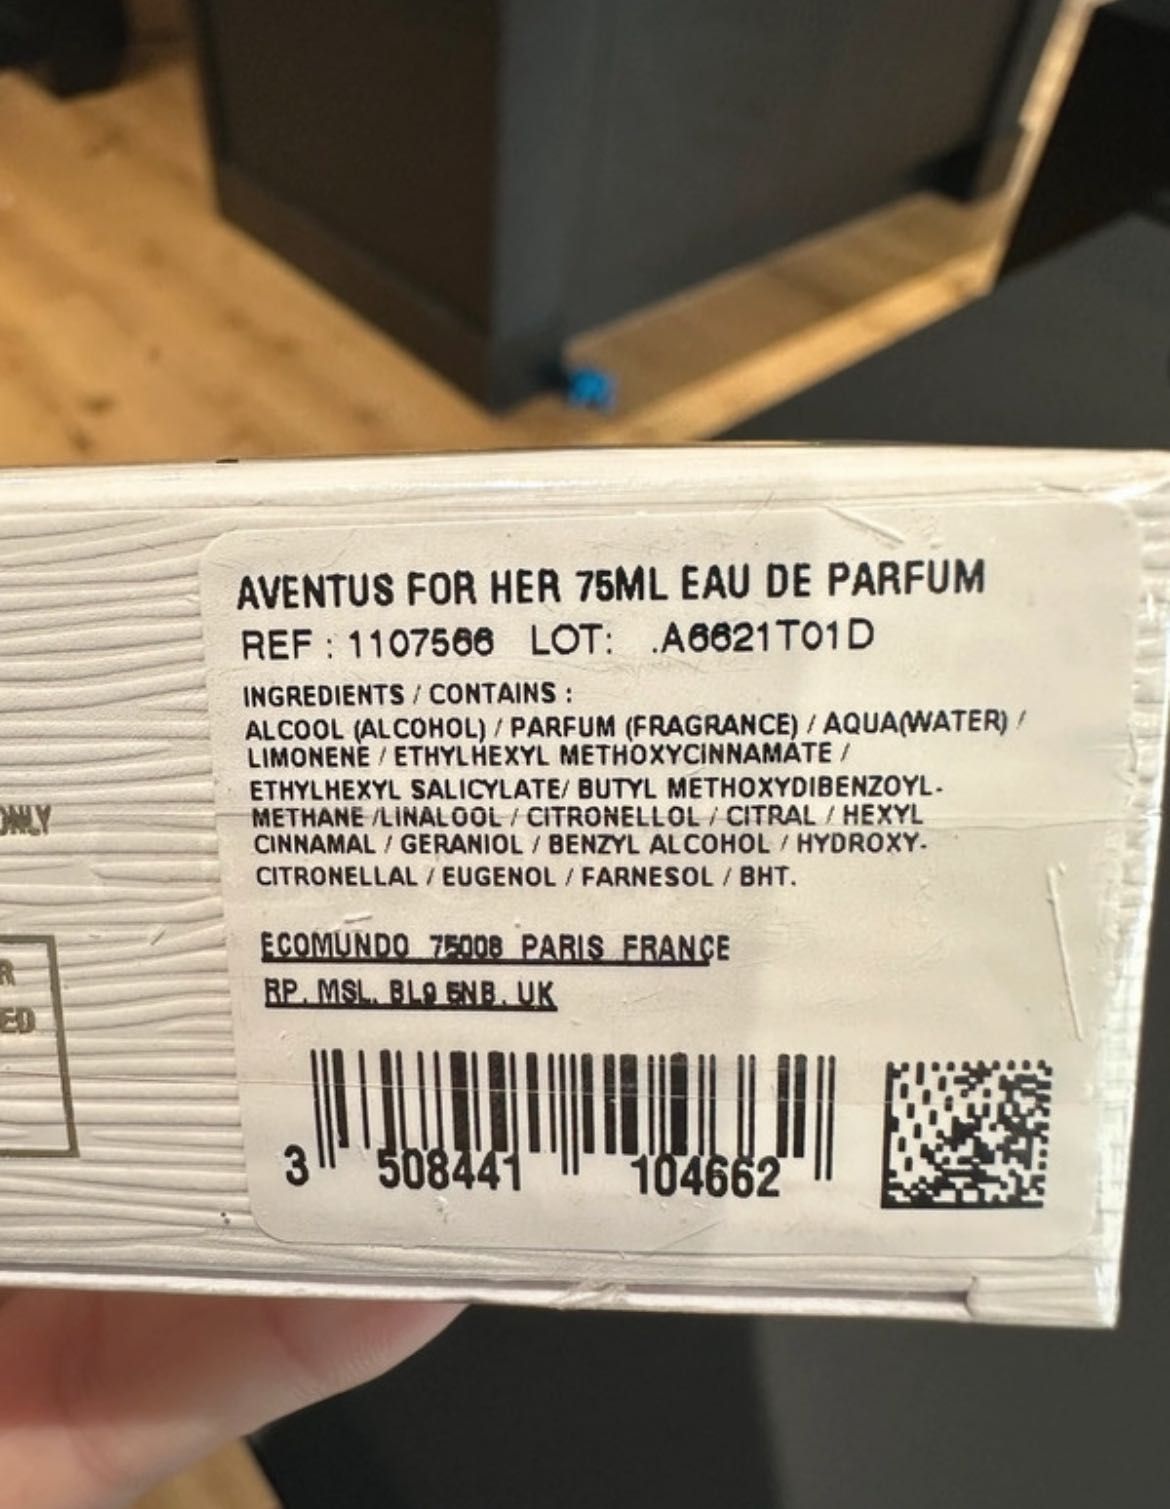 AVENTUS FOR HER 75ML EAU DE PARFUM
REF : 1107566 LOT: .A6621T01D
INGREDIENTS / CONTAINS :
ALCOOL (ALCOHOL) / PARFUM (FRAGRANCE) / AQUA(WATER) /
LIMONENE / ETHYLHEXYL METHOXYCINNAMATE /
ETHYLHEXYL SALICYLATE/ BUTYL METHOXYDIBENZOYL-
METHANE /LINALOOL / CITRONELLOL / CITRAL / HEXYL
CINNAMAL / GERANIOL / BENZYL ALCOHOL / HYDROXY-
CITRONELLAL / EUGENOL / FARNESOL / BHT.
ECOMUNDO 75008 PARIS FRANCE
RP. MSL. BL9 5NB. UK
3 508441 104662
ONLY
R
ED